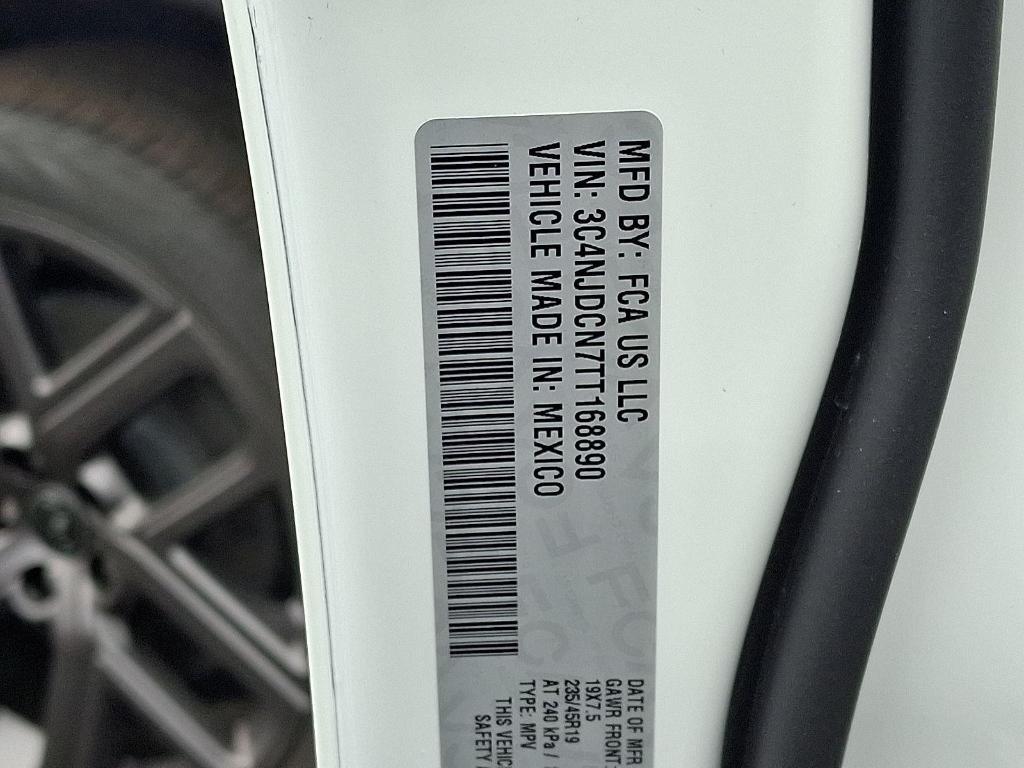 MFD BY: FCA US LLC
VIN: 3C4NJDCN7TT168890
VEHICLE MADE IN: MEXICO
DATE OF MFR
GAWR FRONT:
19X7.5
235/45R19
AT 240 kPa /
TYPE: MPV
THIS VEHIC
SAFETY